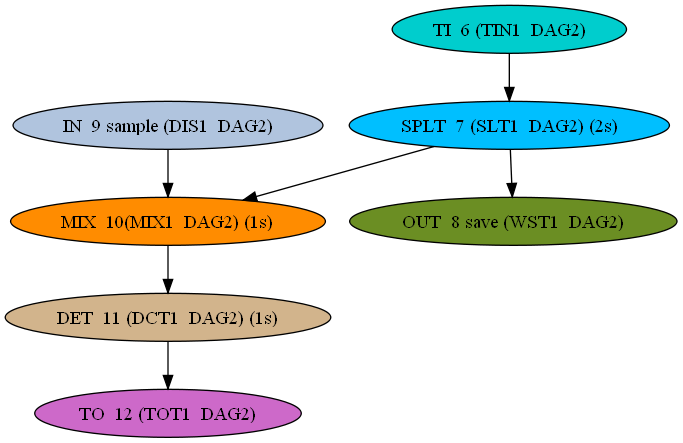 TI 6 (TIN1 DAG2)
IN 9 sample (DIS1 DAG2)
SPLT 7 (SLT1 DAG2) (2s)
MIX 10(MIX1 DAG2) (1s)
OUT 8 save (WST1 DAG2)
DET 11 (DCT1 DAG2) (1s)
TO 12 (TOT1 DAG2)